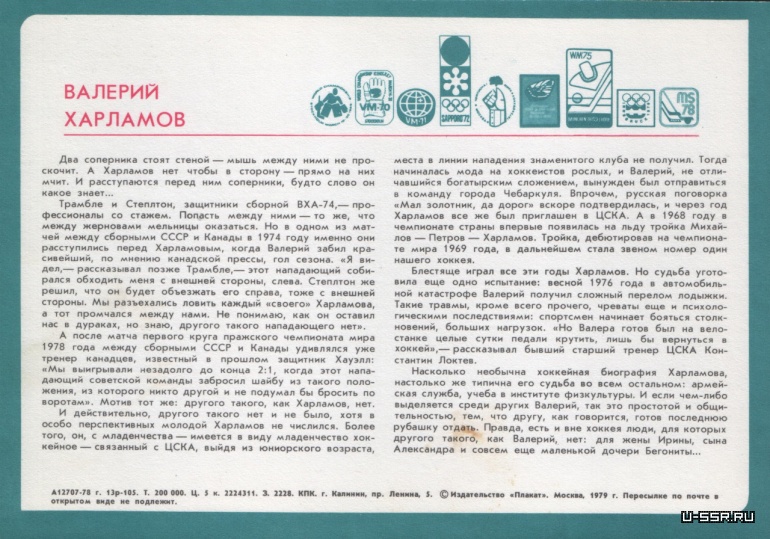 ВАЛЕРИЙ
ХАРЛАМОВ
VM-70
VM-71
SAPPORO'72
WM75
MS
78
Два соперника стоят стеной — мышь между ними не про-
скочит. А Харламов нет чтобы в сторону — прямо на них
мчит. И расступаются перед ним соперники, будто слово он
какое знает...
Трамбле и Степлтон, защитники сборной ВХА-74,— про-
фессионалы со стажем. Попасть между ними — то же, что
между жерновами мельницы оказаться. Но в одном из мат-
чей между сборными СССР и Канады в 1974 году именно они
расступились перед Харламовым, когда Валерий забил кра-
сивейший, по мнению канадской прессы, гол сезона. «Я ви-
дел,— рассказывал позже Трамбле,— этот нападающий соби-
рался обходить меня с внешней стороны, слева. Степлтон же
решил, что он будет объезжать его справа, тоже с внешней
стороны. Мы разъехались ловить каждый «своего» Харламова,
а тот промчался между нами. Не понимаю, как он оставил
нас в дураках, но знаю, другого такого нападающего нет».
А после матча первого круга пражского чемпионата мира
1978 года между сборными СССР и Канады удивлялся уже
тренер канадцев, известный в прошлом защитник Хауэлл:
«Мы выигрывали незадолго до конца 2:1, когда этот напа-
дающий советской команды забросил шайбу из такого поло-
жения, из которого никто другой и не подумал бы бросить по
воротам». Мотив тот же: другого такого, как Харламов, нет.
И действительно, другого такого нет и не было, хотя в
особо перспективных молодой Харламов не числился. Более
того, он, с младенчества — имеется в виду младенчество хок-
кейное — связанный с ЦСКА, выйдя из юниорского возраста,
места в линии нападения знаменитого клуба не получил. Тогда
начиналась мода на хоккеистов рослых, и Валерий, не отли-
чавшийся богатырским сложением, вынужден был отправиться
в команду города Чебаркуля. Впрочем, русская поговорка
«Мал золотник, да дорог» вскоре подтвердилась, и через год
Харламов все же был приглашен в ЦСКА. А в 1968 году в
чемпионате страны впервые появилась на льду тройка Михай-
лов — Петров — Харламов. Тройка, дебютировав на чемпиона-
те мира 1969 года, в дальнейшем стала звеном номер один
нашего хоккея.
Блестяще играл все эти годы Харламов. Но судьба угото-
вила еще одно испытание: весной 1976 года в автомобиль-
ной катастрофе Валерий получил сложный перелом лодыжки.
Такие травмы, кроме всего прочего, чреваты еще и психоло-
гическими последствиями: спортсмен начинает бояться столк-
новений, больших нагрузок. «Но Валера готов был на вело-
станке целые сутки педали крутить, лишь бы вернуться в
хоккей»,— рассказывал бывший старший тренер ЦСКА Кон-
стантин Локтев.
Насколько необычна хоккейная биография Харламова,
настолько же типична его судьба во всем остальном: армей-
ская служба, учеба в институте физкультуры. И если чем-либо
выделяется среди других Валерий, так это простотой и общи-
тельностью, тем, что другу, как говорится, готов последнюю
рубашку отдать. Правда, есть и вне хоккея люди, для которых
другого такого, как Валерий, нет: для жены Ирины, сына
Александра и совсем еще маленькой дочери Бегониты...
А12707-78 г. 13р-105. Т. 200 000. Ц. 5 к. 2224311. З. 2228. КПК. г. Калинин, пр. Ленина, 5. © Издательство «Плакат». Москва, 1979 г. Пересылке по почте в
открытом виде не подлежит.
U-SSR.RU